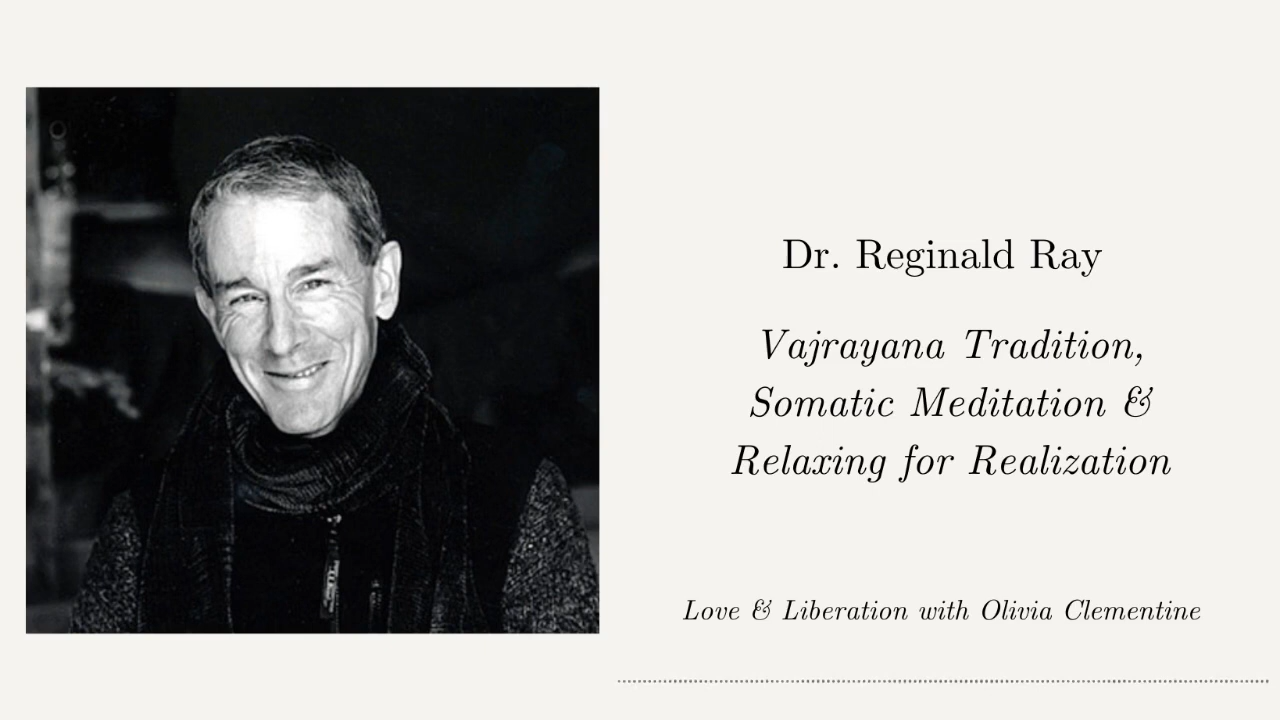 Dr. Reginald Ray
Vajrayana Tradition,
Somatic Meditation &
Relaxing for Realization
Love & Liberation with Olivia Clementine